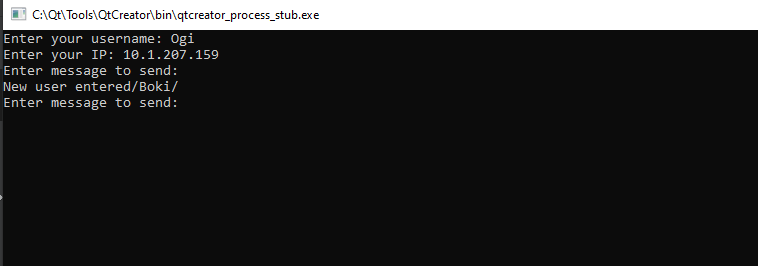 C:\Qt\Tools\QtCreator\bin\qtcreator_process_stub.exe
Enter your username: Ogi
Enter your IP: 10.1.207.159
Enter message to send:
New user entered/Boki/
Enter message to send: